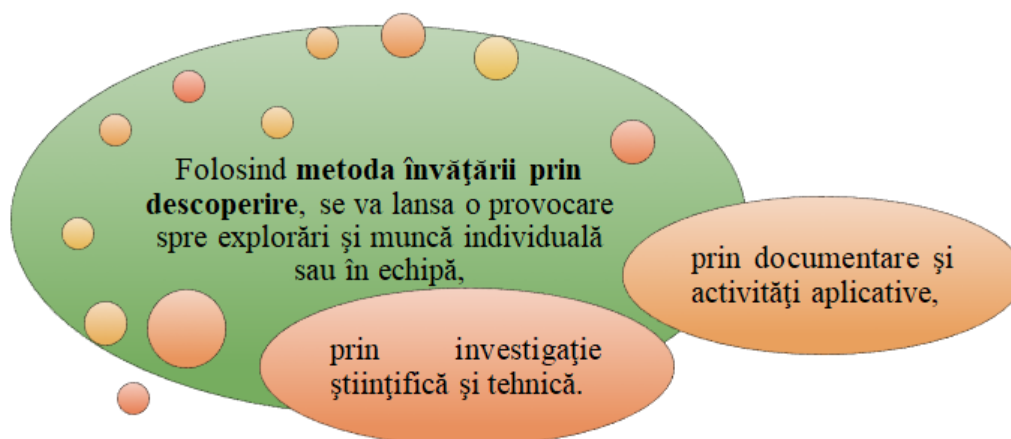 Folosind metoda învăţării prin
descoperire, se va lansa o provocare
spre explorări şi muncă individuală
sau în echipă,
prin documentare şi
activităţi aplicative,
prin investigaţie
ştiinţifică şi tehnică.